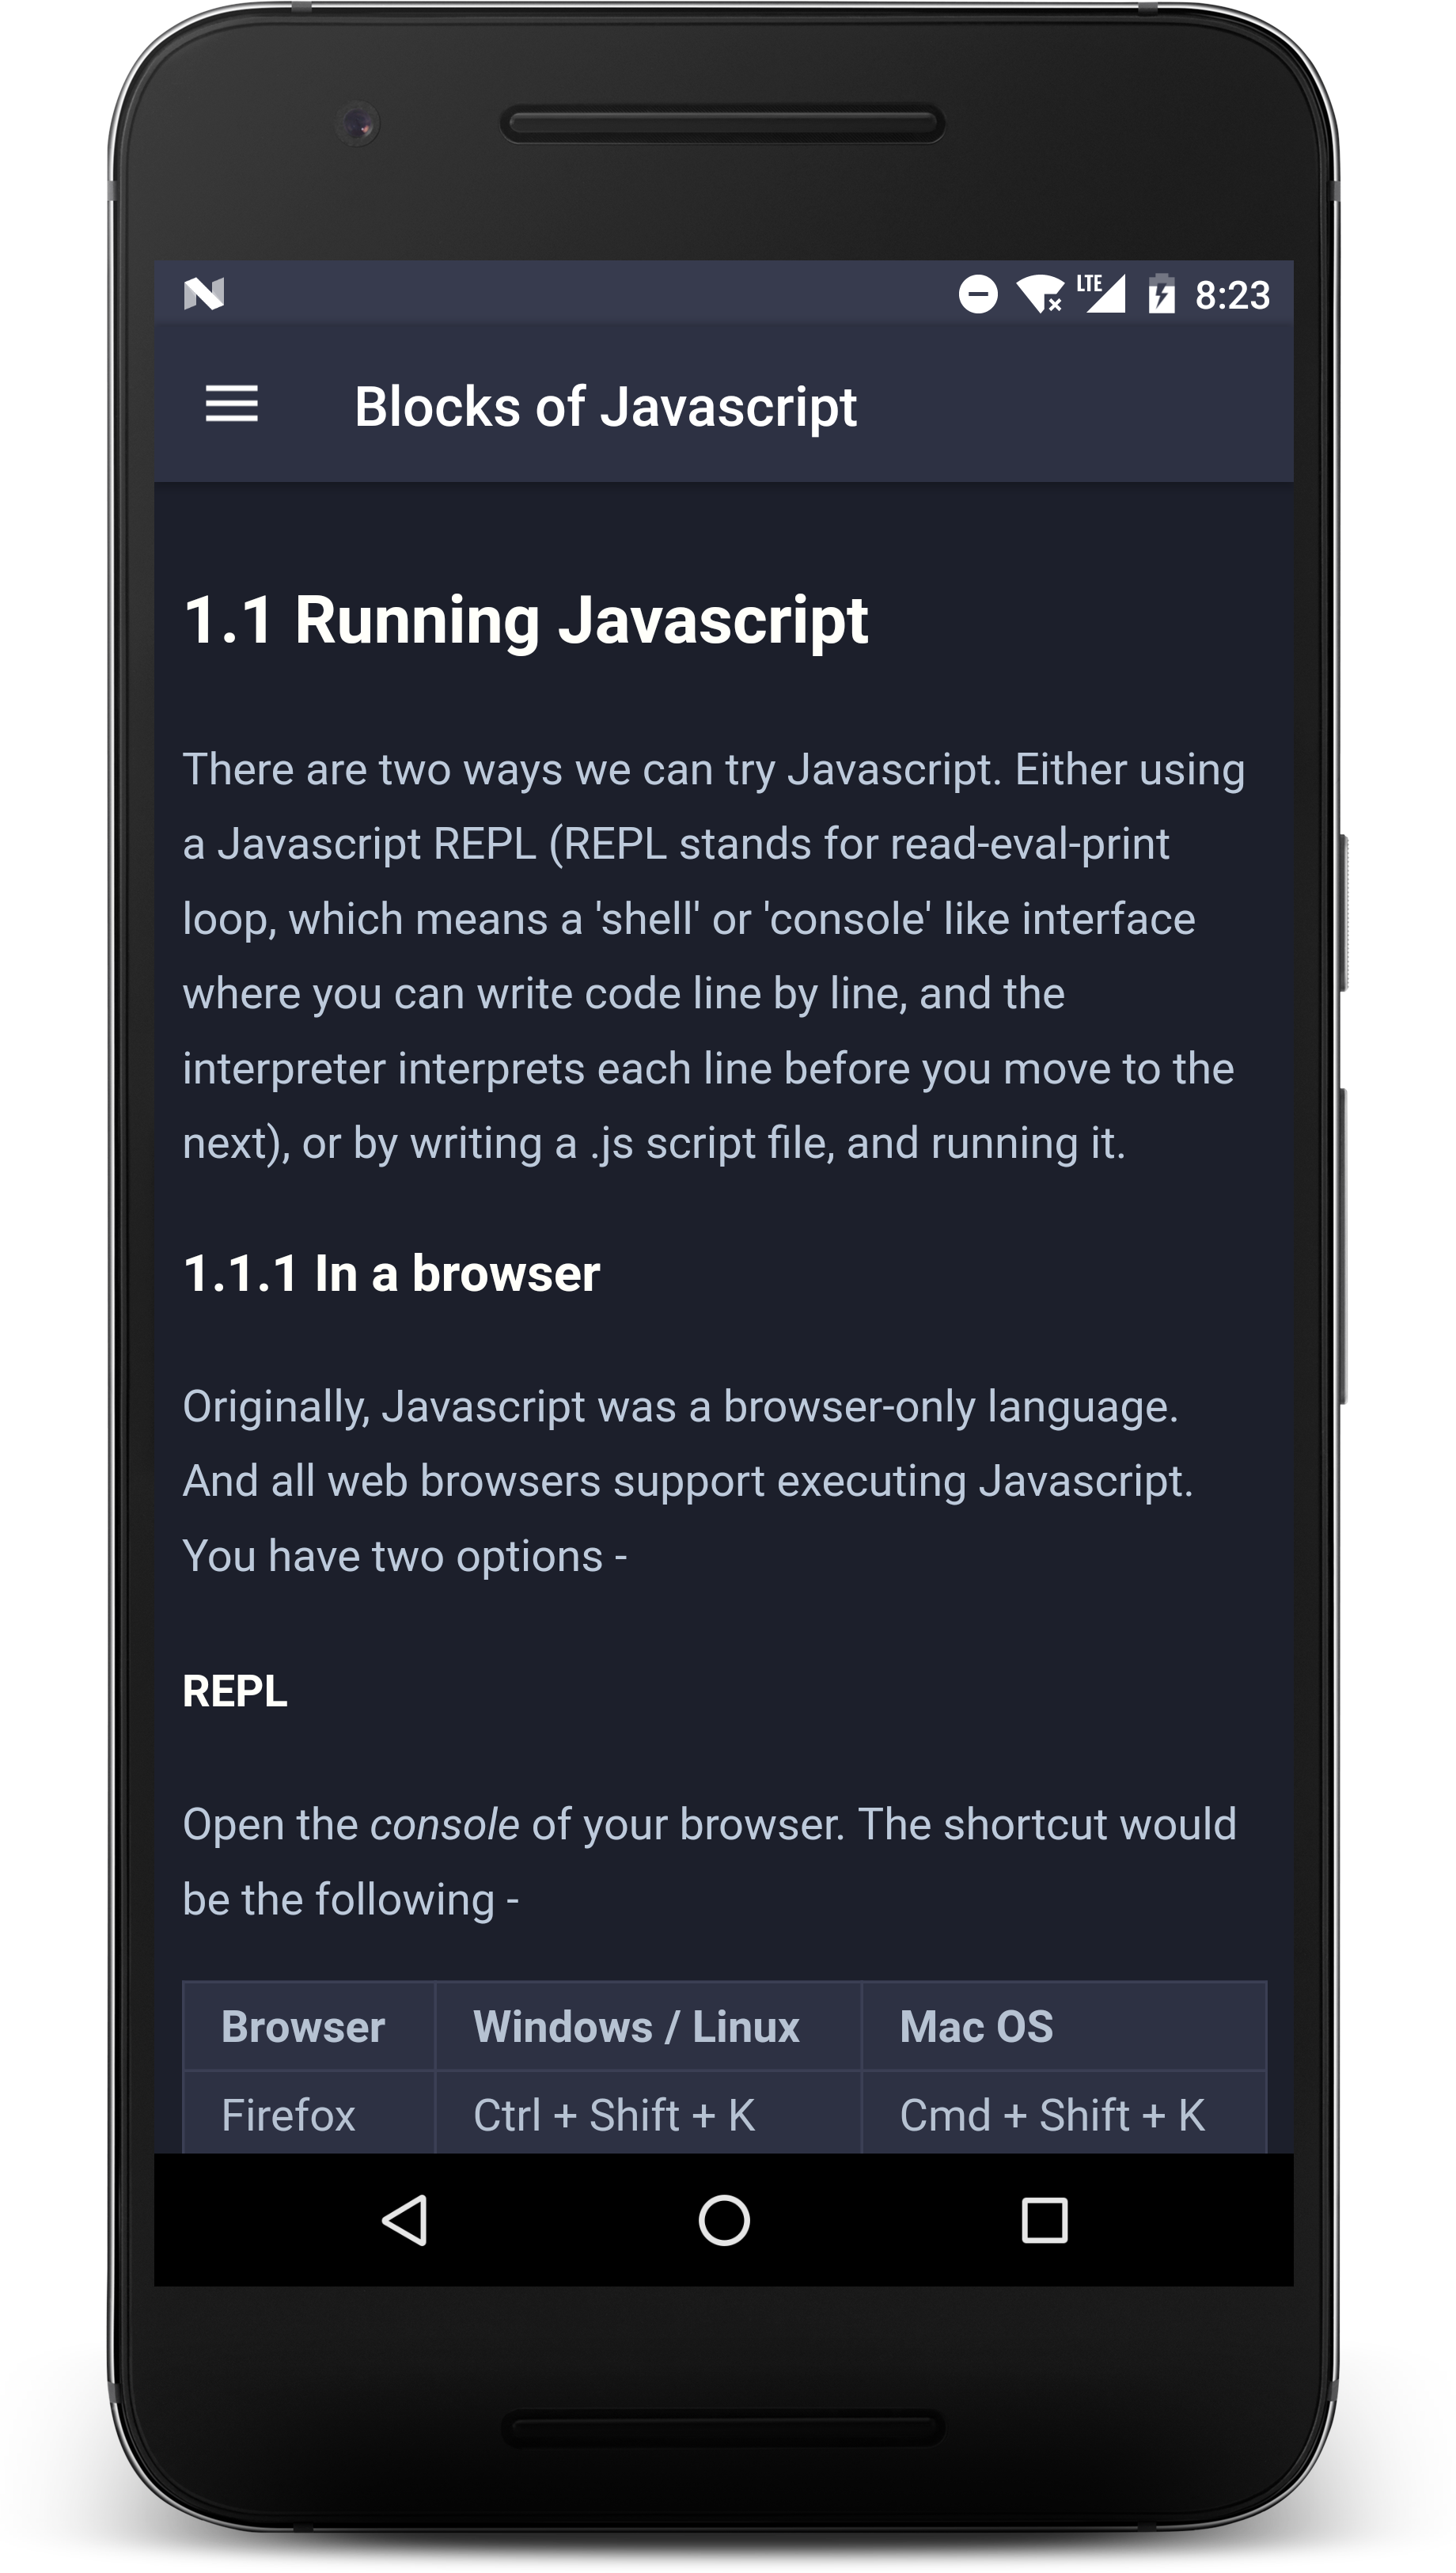 LTE 8:23
Blocks of Javascript
1.1 Running Javascript
There are two ways we can try Javascript. Either using
a Javascript REPL (REPL stands for read-eval-print
loop, which means a 'shell' or 'console' like interface
where you can write code line by line, and the
interpreter interprets each line before you move to the
next), or by writing a .js script file, and running it.
1.1.1 In a browser
Originally, Javascript was a browser-only language.
And all web browsers support executing Javascript.
You have two options -
REPL
Open the console of your browser. The shortcut would
be the following -
Browser Windows / Linux Mac OS
Firefox Ctrl + Shift + K Cmd + Shift + K